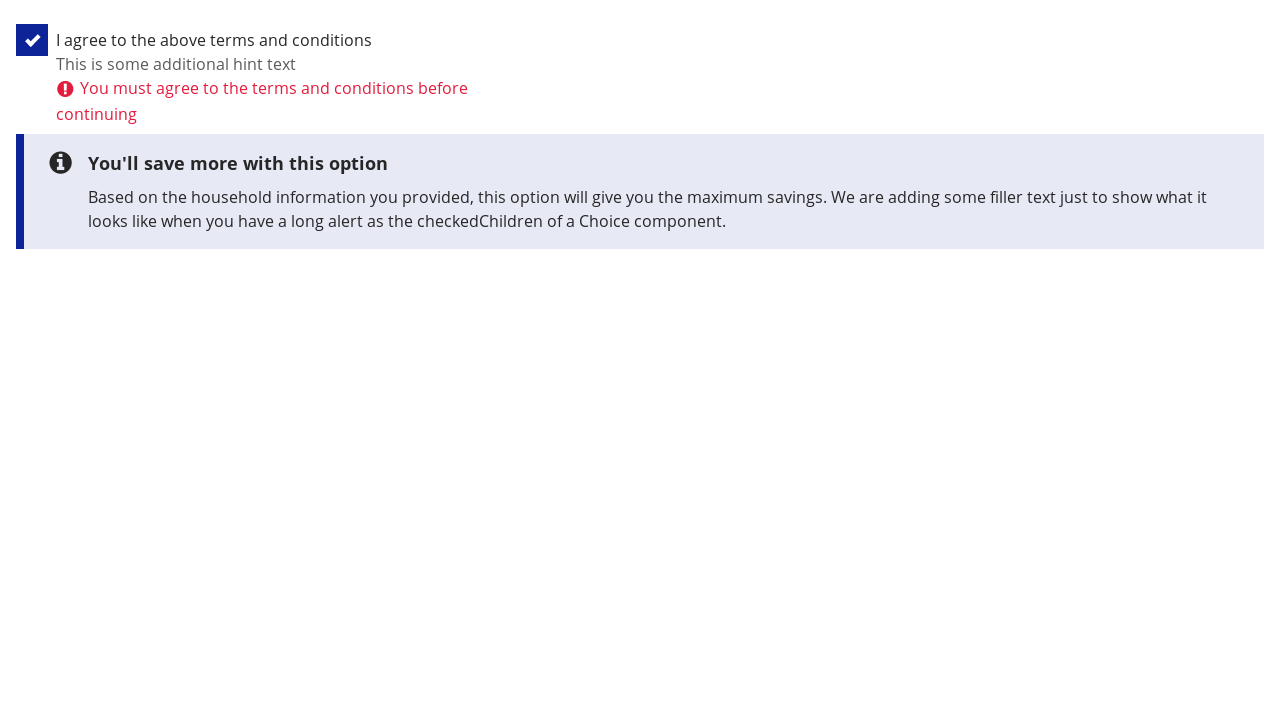 I agree to the above terms and conditions
This is some additional hint text
You must agree to the terms and conditions before
continuing
You'll save more with this option
Based on the household information you provided, this option will give you the maximum savings. We are adding some filler text just to show what it
looks like when you have a long alert as the checkedChildren of a Choice component.